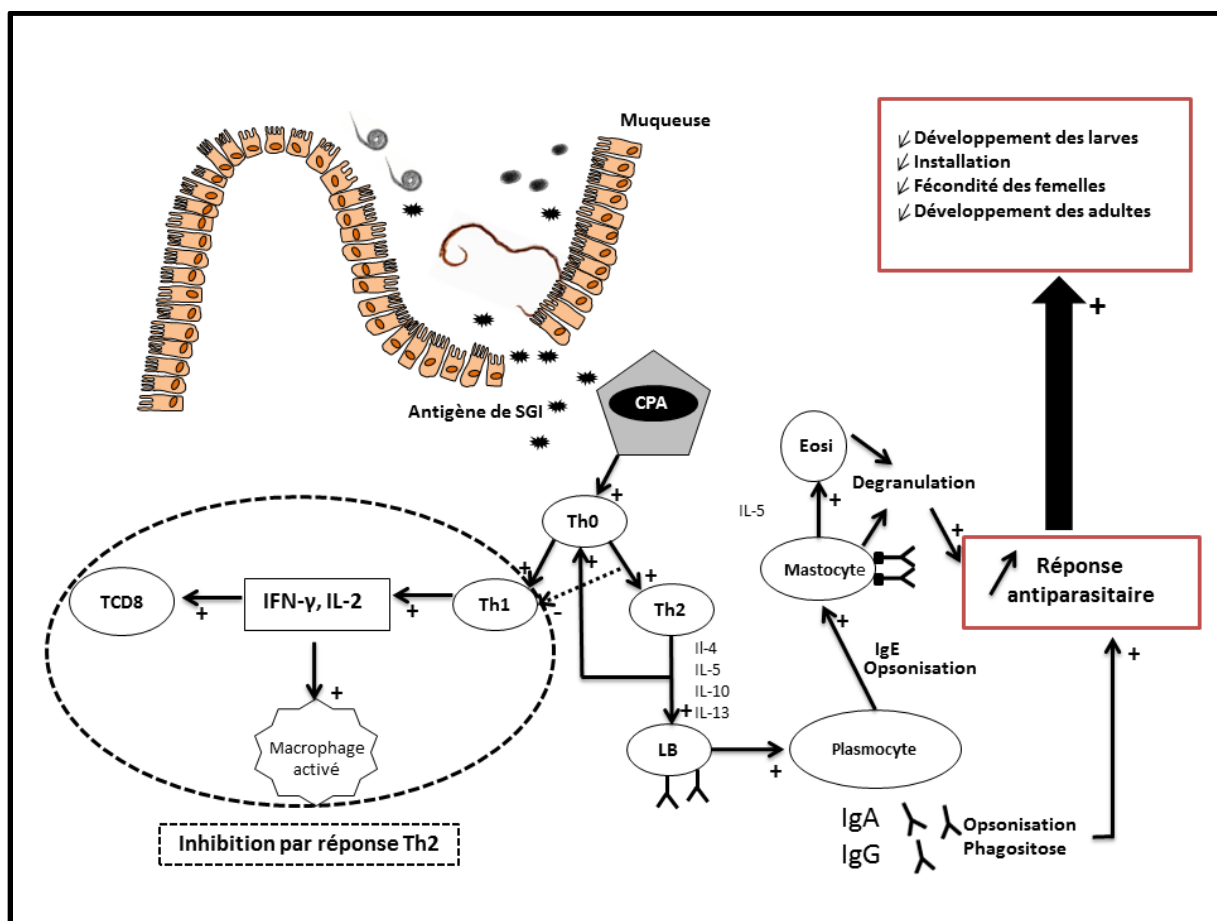 Muqueuse
Développement des larves
Installation
Fécondité des femelles
Développement des adultes
+
Antigène de SGI
CPA
+
Th0
+
+
+
-
Th1
Th2
+
IFN-γ, IL-2
+
TCD8
+
Macrophage
activé
Inhibition par réponse Th2
Il-4
IL-5
IL-10
IL-13
+
LB
+
Plasmocyte
IgE
Opsonisation
+
Mastocyte
IL-5
+
Eosi
Degranulation
+
Réponse
antiparasitaire
+
IgA
IgG
Opsonisation
Phagositose